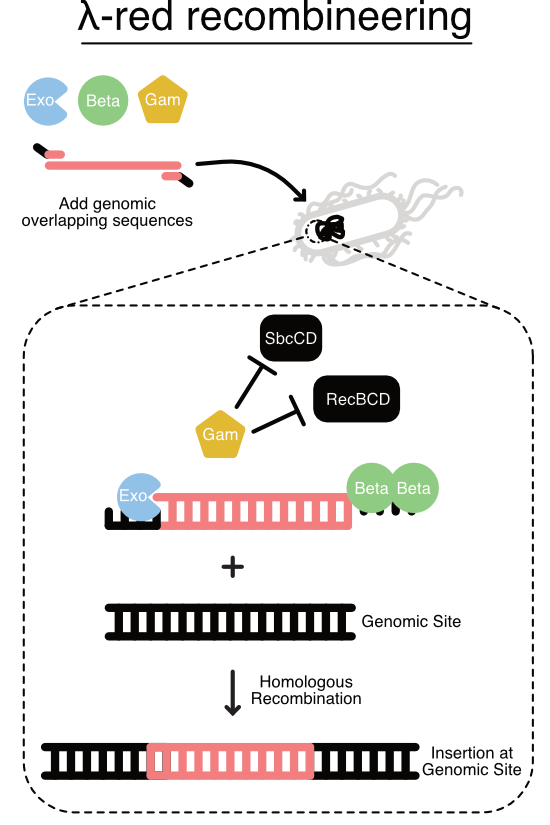 λ-red recombineering
Exo
Beta
Gam
Add genomic
overlapping sequences
SbcCD
RecBCD
Gam
Exo
Beta
Beta
+
Genomic Site
Homologous
Recombination
Insertion at
Genomic Site